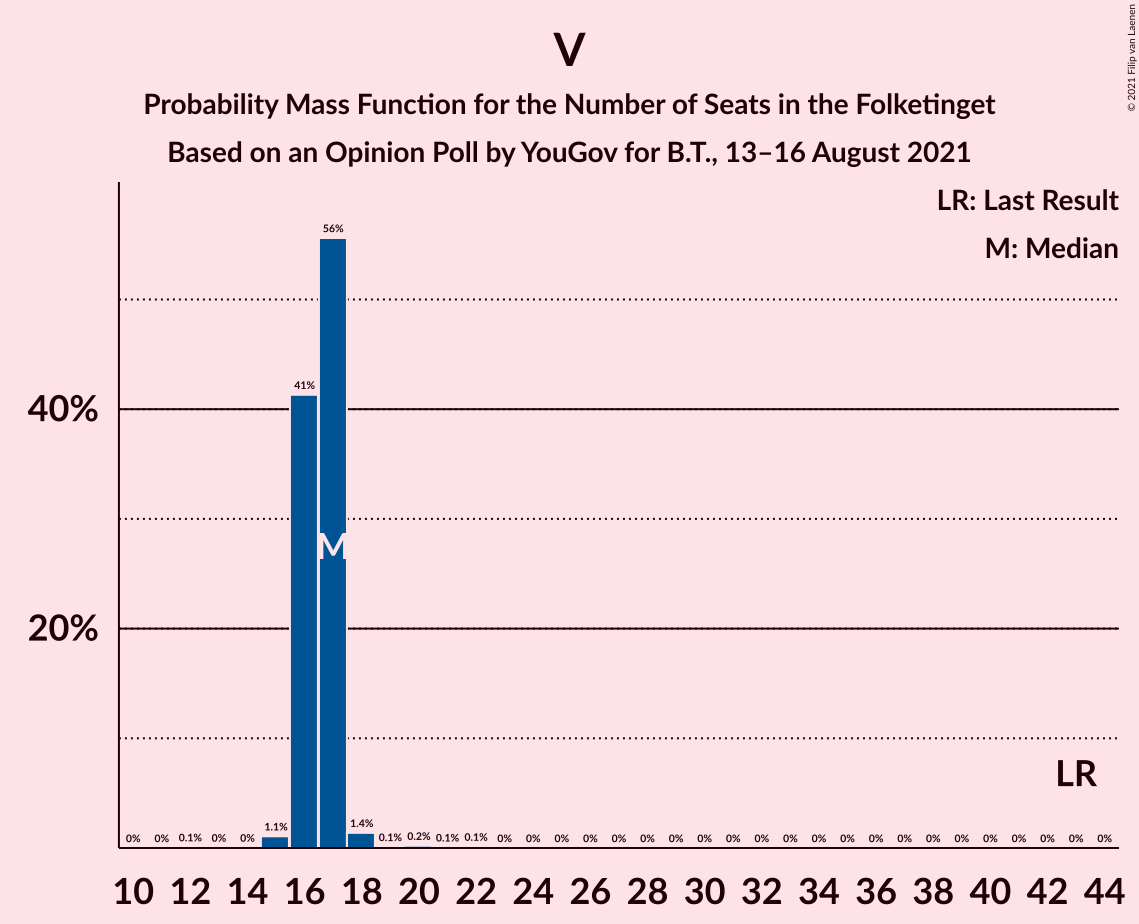 V
Probability Mass Function for the Number of Seats in the Folketinget
Based on an Opinion Poll by YouGov for B.T., 13–16 August 2021
© 2021 Filip van Laenen
LR: Last Result
M: Median
56%
41%
40%
M
20%
LR
0% 0% 0.1% 0% 0% 1.1% 1.4% 0.1% 0.2% 0.1% 0.1% 0% 0% 0% 0% 0% 0% 0% 0% 0% 0% 0% 0% 0% 0% 0% 0% 0% 0% 0% 0% 0% 0%
10 12 14 16 18 20 22 24 26 28 30 32 34 36 38 40 42 44